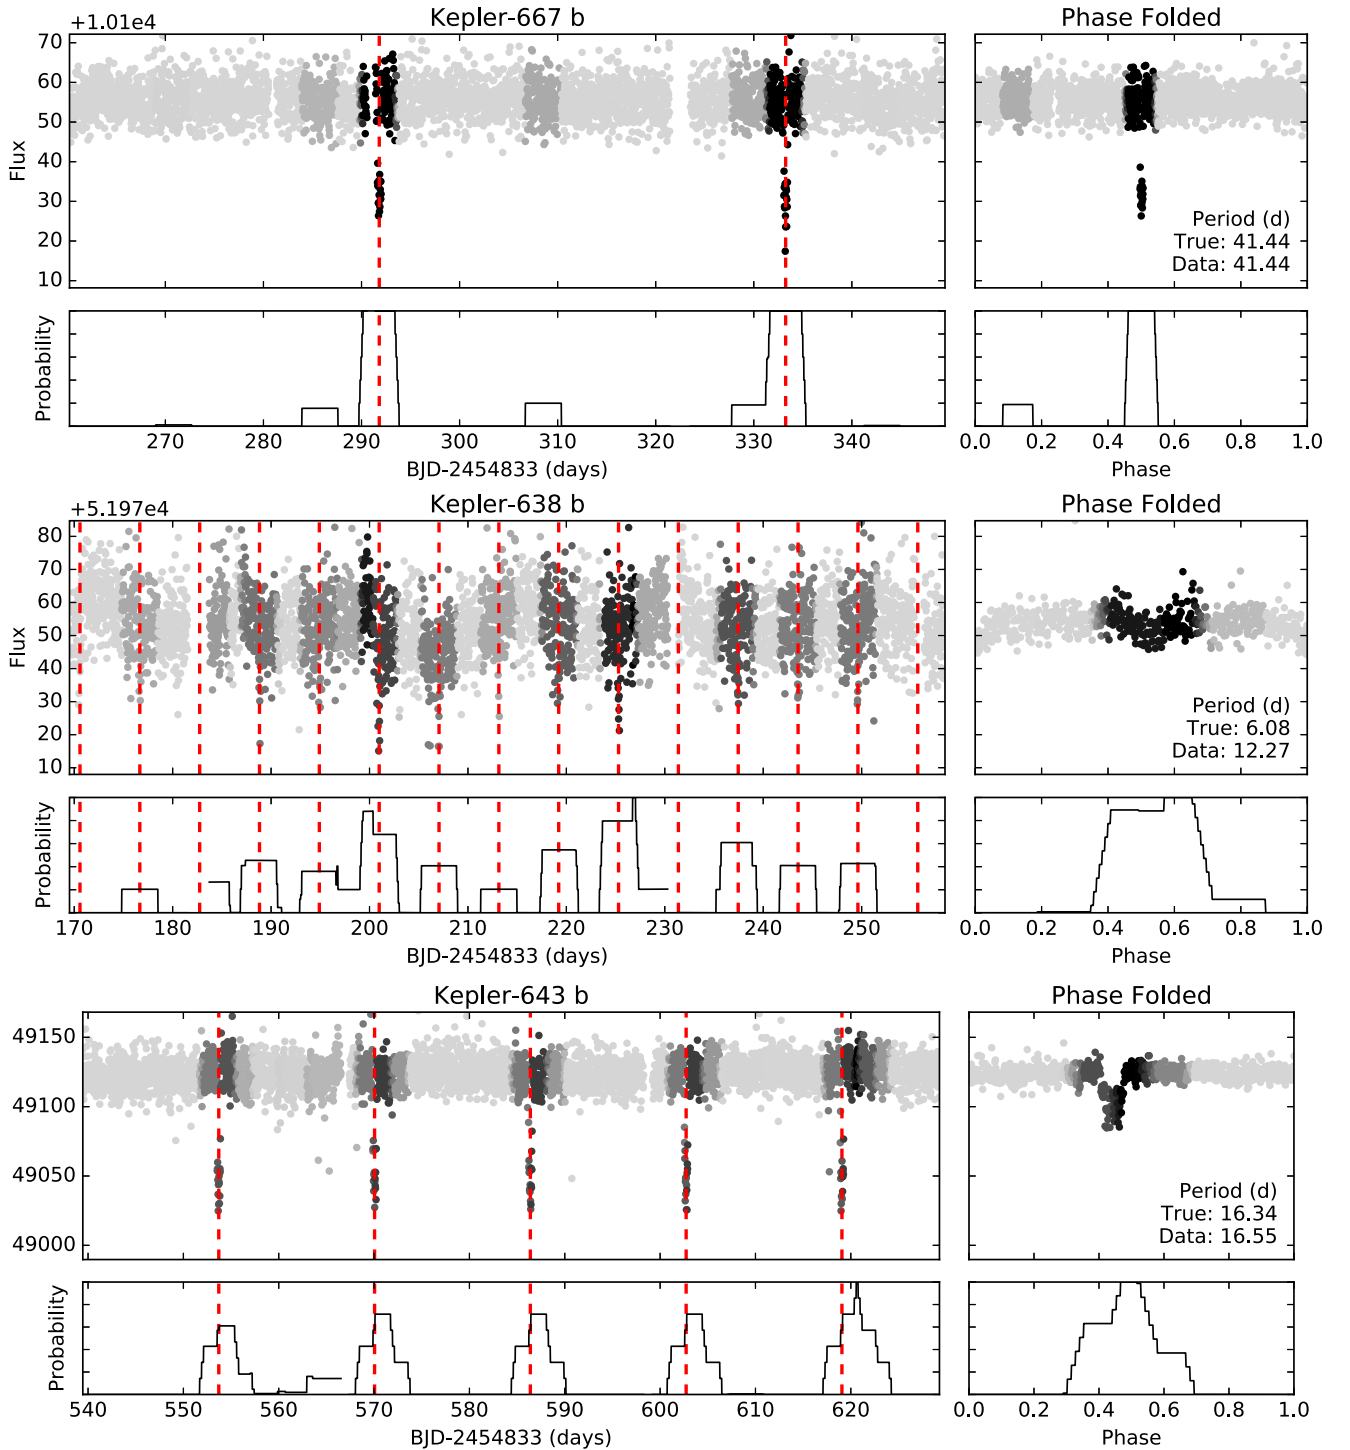 Kepler-667 b
Phase Folded
+1.01e4
70
60
50
40
30
20
10
Flux
Period (d)
True: 41.44
Data: 41.44
Probability
270 280 290 300 310 320 330 340
0.0 0.2 0.4 0.6 0.8 1.0
BJD-2454833 (days)
Phase
Kepler-638 b
Phase Folded
+5.197e4
80
70
60
50
40
30
20
10
Flux
Period (d)
True: 6.08
Data: 12.27
Probability
170 180 190 200 210 220 230 240 250
0.0 0.2 0.4 0.6 0.8 1.0
BJD-2454833 (days)
Phase
Kepler-643 b
Phase Folded
49150
49100
49050
49000
Period (d)
True: 16.34
Data: 16.55
Probability
540 550 560 570 580 590 600 610 620
0.0 0.2 0.4 0.6 0.8 1.0
BJD-2454833 (days)
Phase